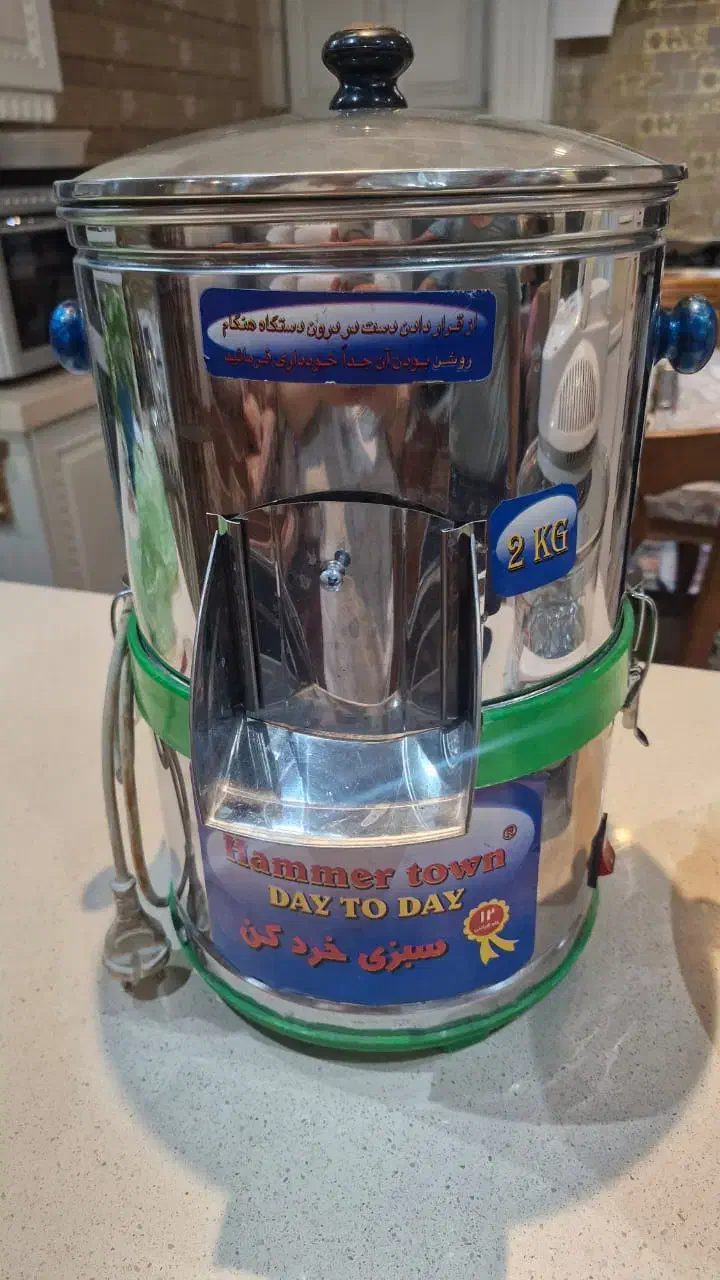 از قرار دادن دست در درون دستگاه هنگام
روشن بودن آن جداً خودداری فرمائید
2 KG
Hammer town®
DAY TO DAY
سبزی خرد کن
۱۲